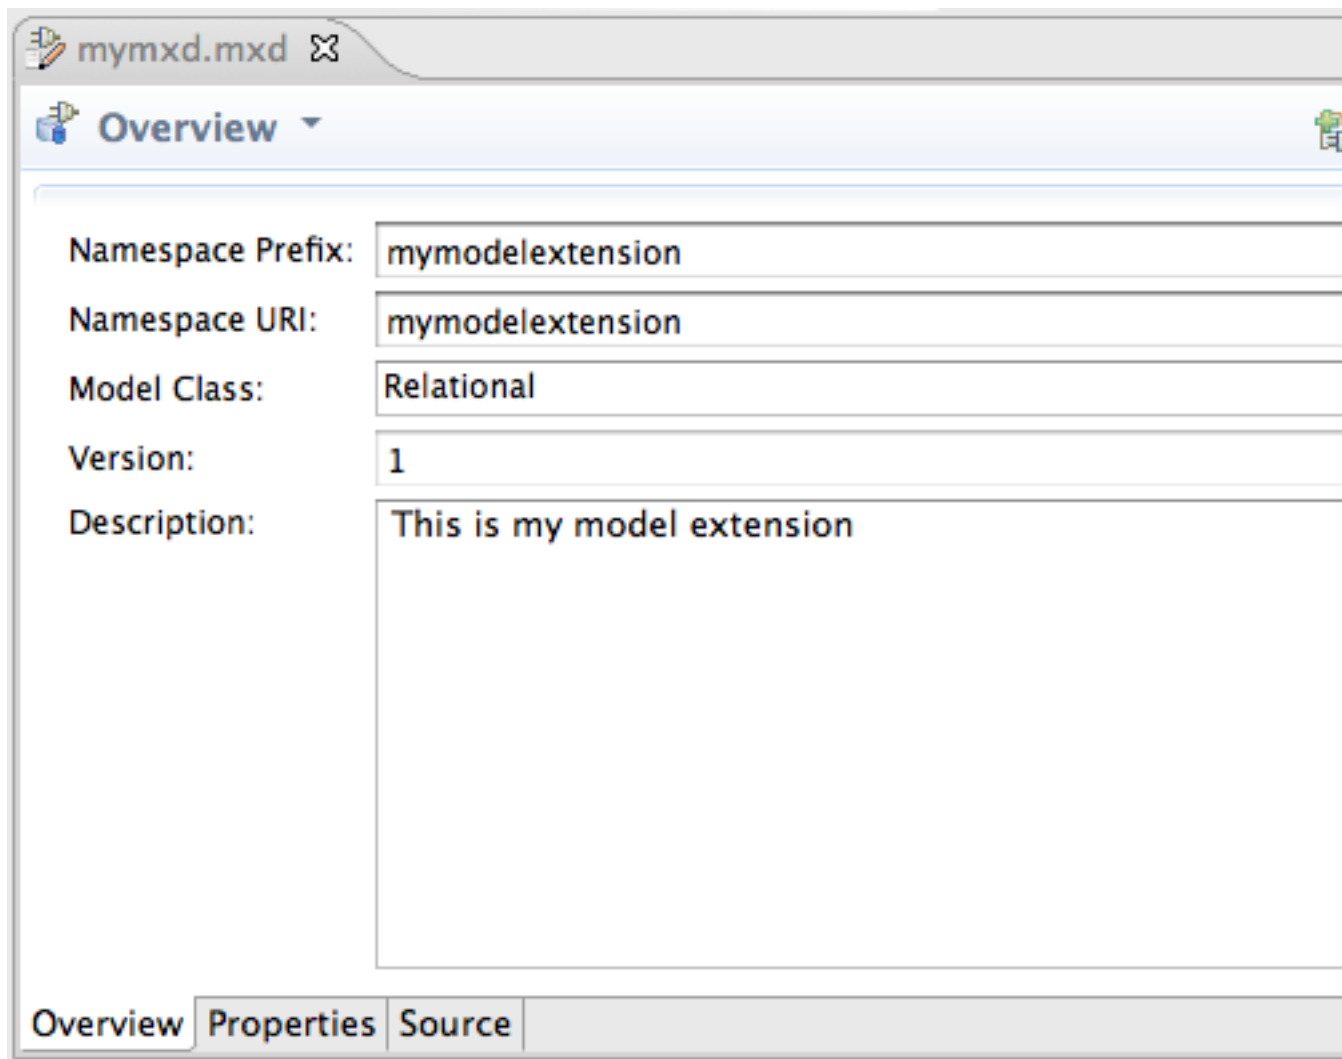 mymxd.mxd
Overview
Namespace Prefix: mymodelextension
Namespace URI: mymodelextension
Model Class: Relational
Version: 1
Description: This is my model extension
Overview Properties Source